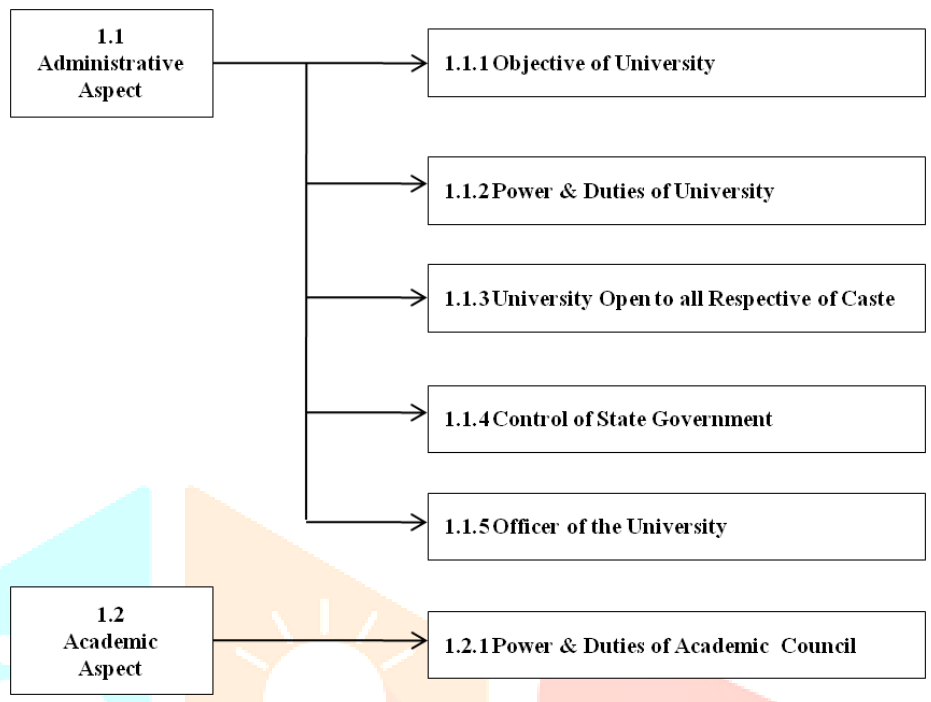 1.1
Administrative
Aspect
1.1.1 Objective of University
1.1.2 Power & Duties of University
1.1.3 University Open to all Respective of Caste
1.1.4 Control of State Government
1.1.5 Officer of the University
1.2
Academic
Aspect
1.2.1 Power & Duties of Academic Council